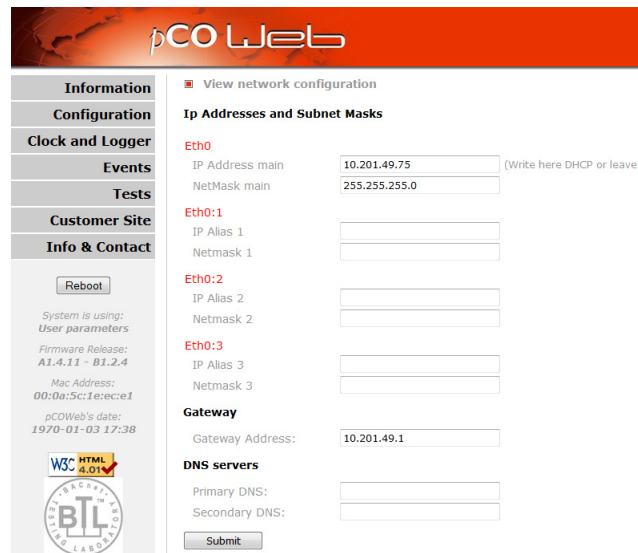 pCO Web
Information
Configuration
Clock and Logger
Events
Tests
Customer Site
Info & Contact
Reboot
System is using:
User parameters
Firmware Release:
A1.4.11 - B1.2.4
Mac Address:
00:0a:5c:1e:ec:e1
pCOWeb's date:
1970-01-03 17:38
W3C HTML 4.01
BACnet TESTING LABORATORY
BTL
TM
View network configuration
Ip Addresses and Subnet Masks
Eth0
IP Address main 10.201.49.75 (Write here DHCP or leave
NetMask main 255.255.255.0
Eth0:1
IP Alias 1
Netmask 1
Eth0:2
IP Alias 2
Netmask 2
Eth0:3
IP Alias 3
Netmask 3
Gateway
Gateway Address: 10.201.49.1
DNS servers
Primary DNS:
Secondary DNS:
Submit